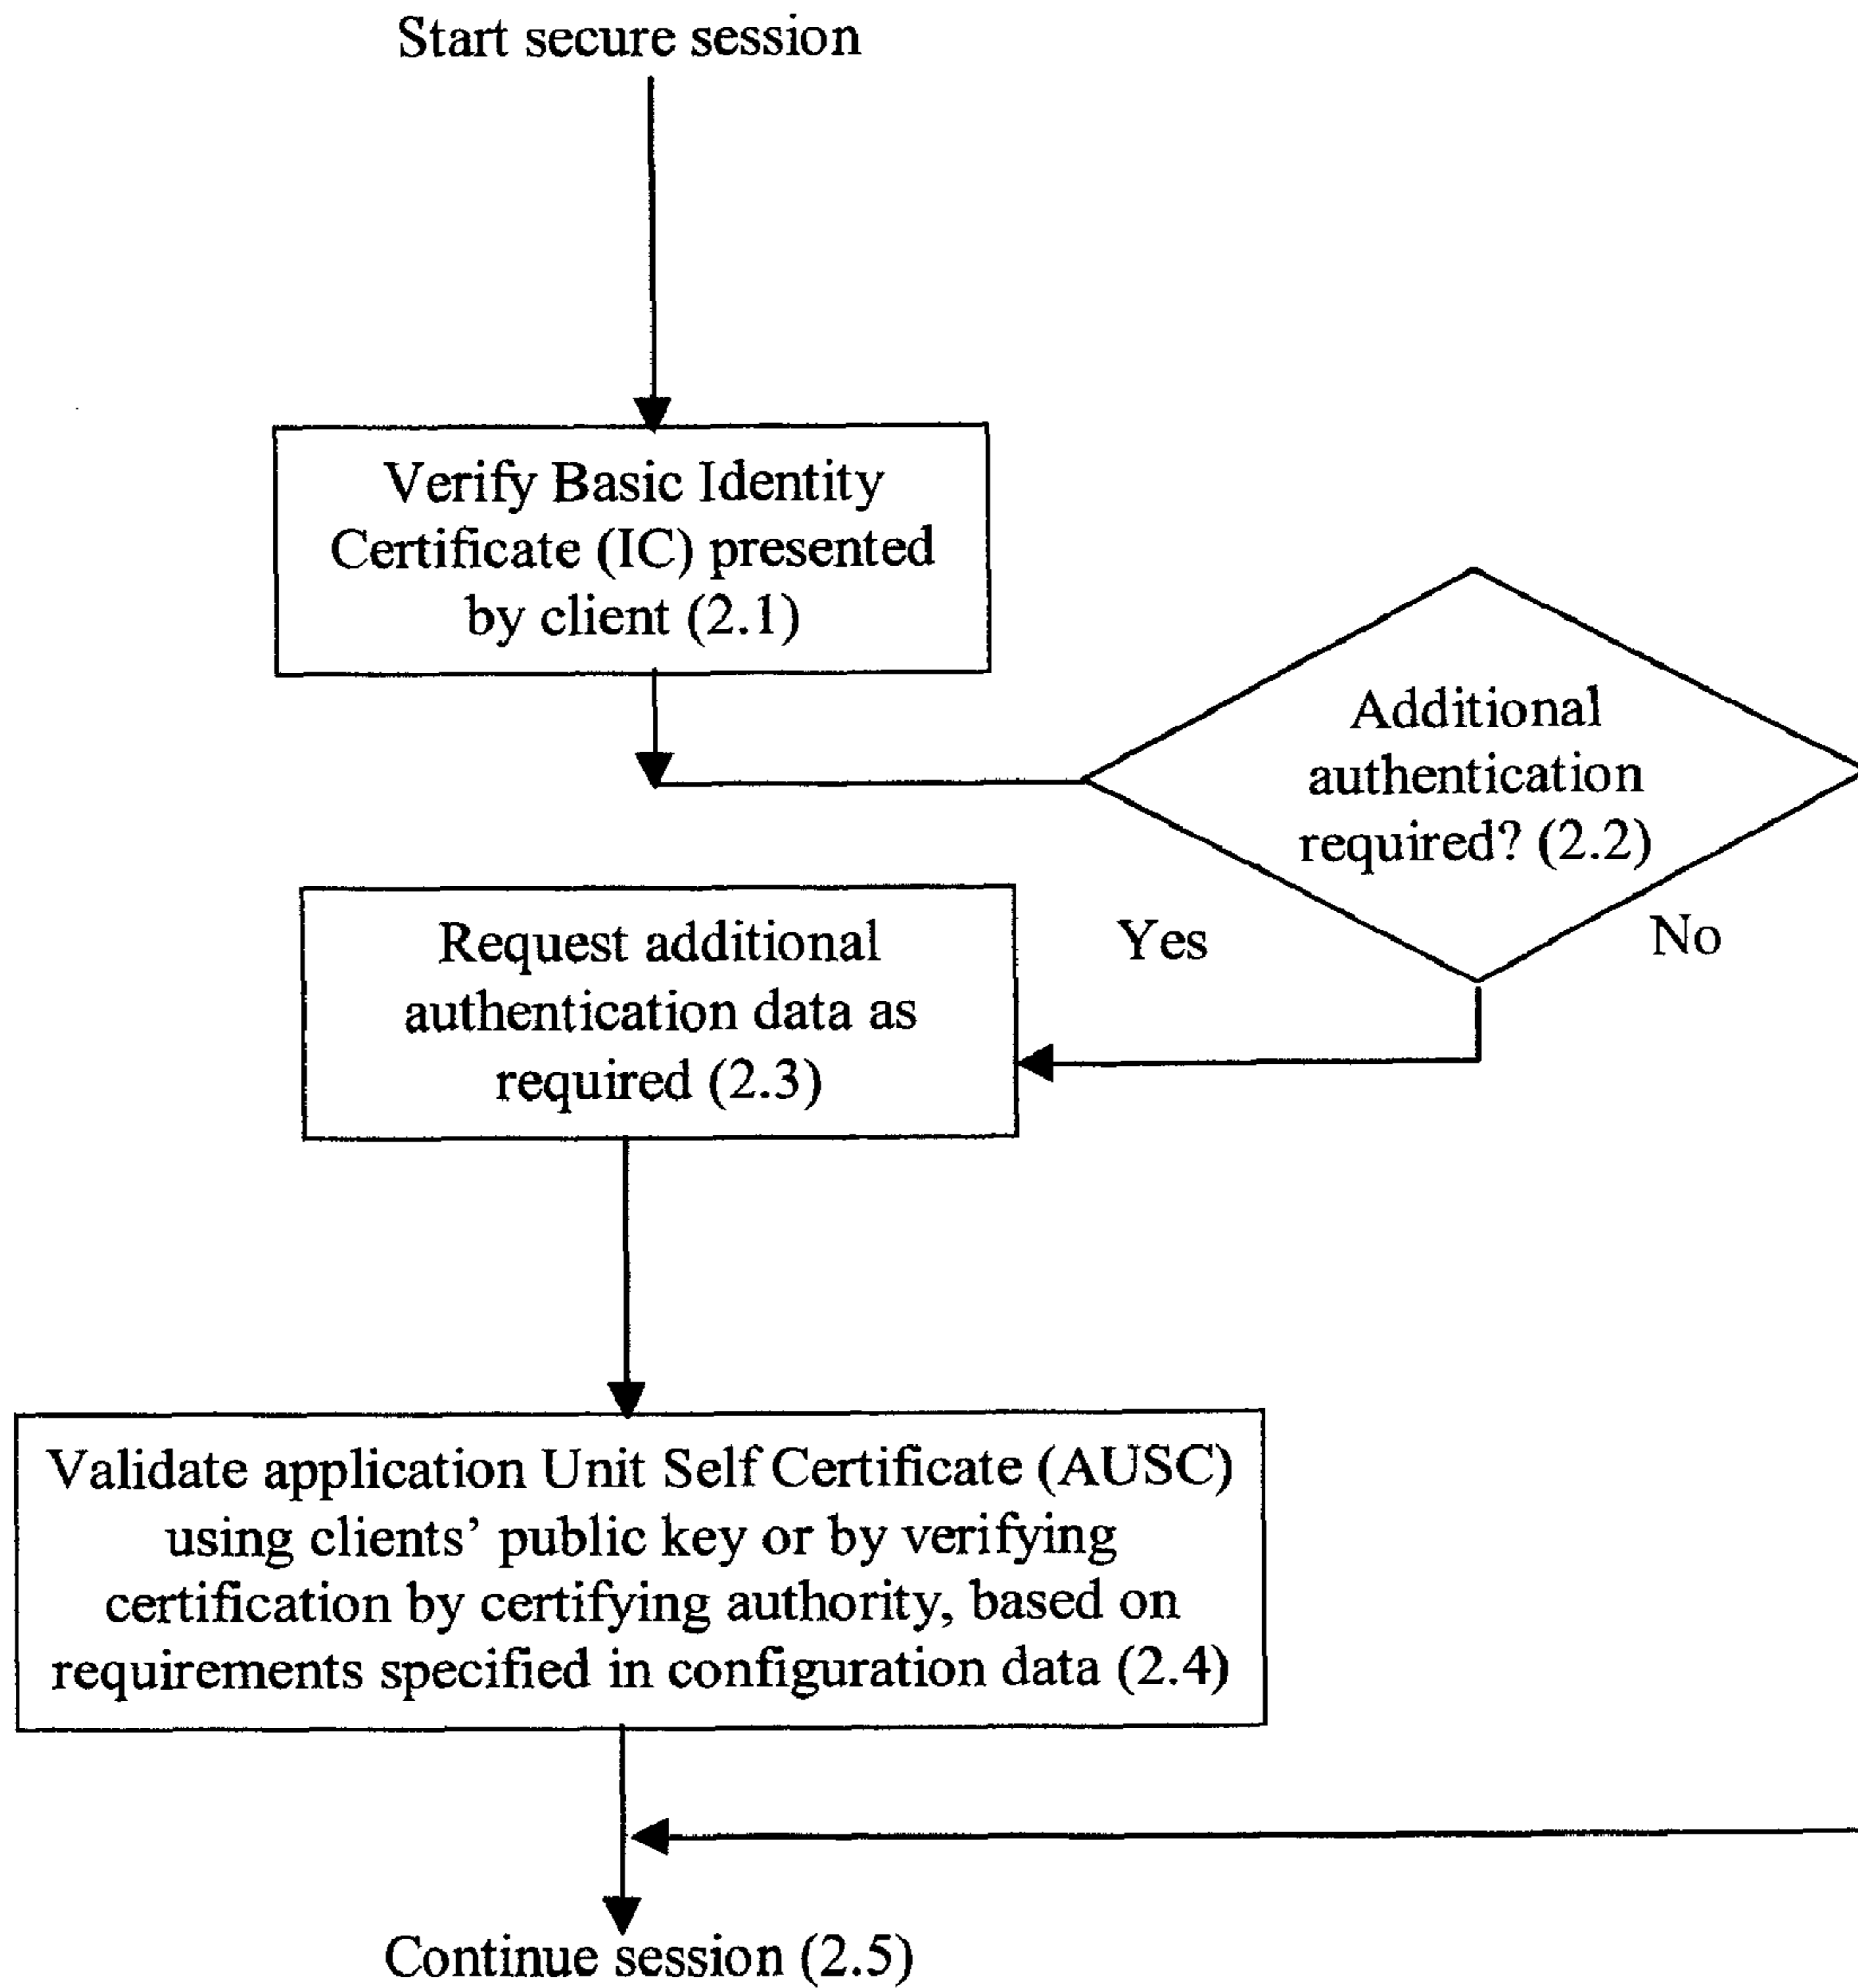 Start secure session
Verify Basic Identity
Certificate (IC) presented
by client (2.1)
Additional
authentication
required? (2.2)
Yes
No
Request additional
authentication data as
required (2.3)
Validate application Unit Self Certificate (AUSC)
using clients’ public key or by verifying
certification by certifying authority, based on
requirements specified in configuration data (2.4)
Continue session (2.5)